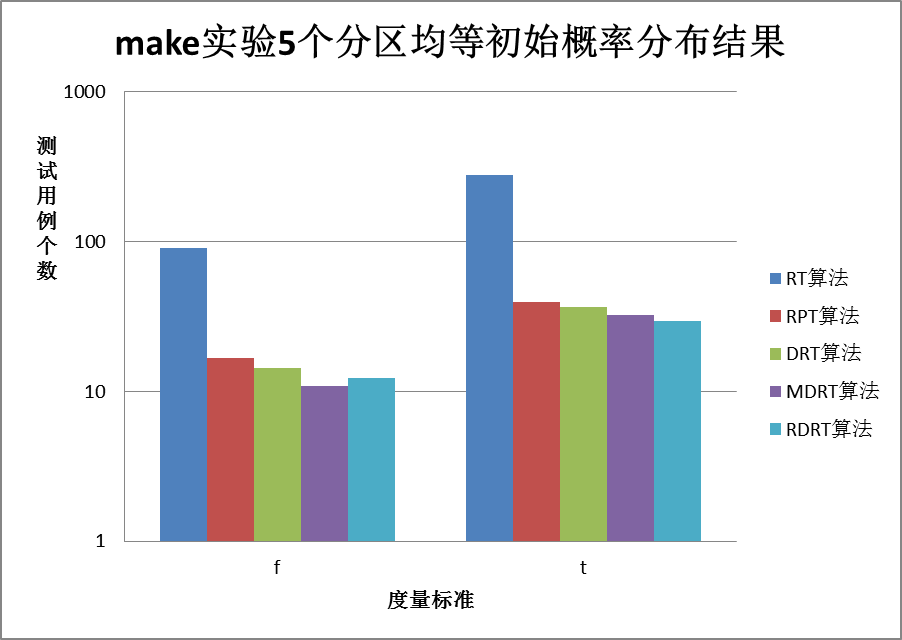 make实验5个分区均等初始概率分布结果
测试用例个数
1000
100
10
1
f
t
度量标准
RT算法
RPT算法
DRT算法
MDRT算法
RDRT算法